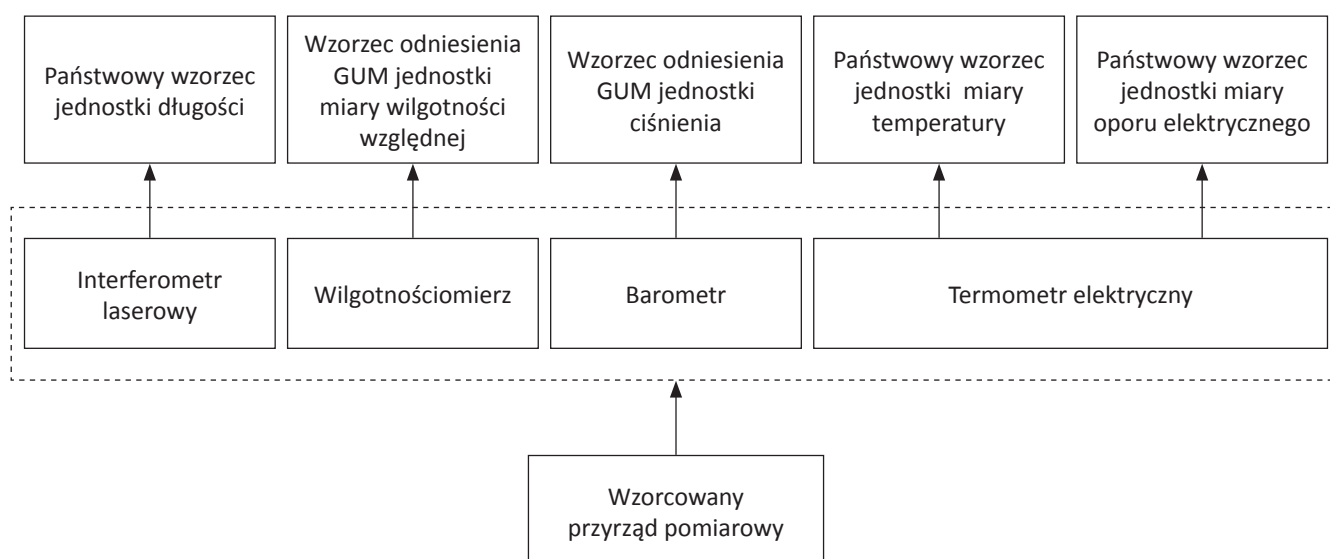 Państwowy wzorzec
jednostki długości
Wzorzec odniesienia
GUM jednostki
miary wilgotności
względnej
Wzorzec odniesienia
GUM jednostki
ciśnienia
Państwowy wzorzec
jednostki miary
temperatury
Państwowy wzorzec
jednostki miary
oporu elektrycznego
Interferometr
laserowy
Wilgotnościomierz
Barometr
Termometr elektryczny
Wzorcowany
przyrząd pomiarowy